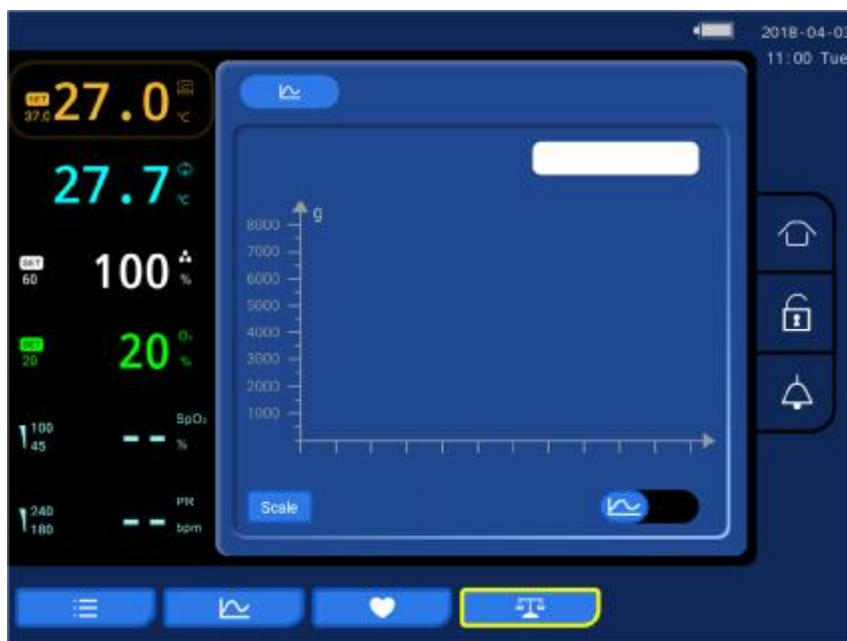 2018-04-03
11:00 Tue
SET
37.0
27.0
℃
27.7
℃
SET
60
100
%
SET
20
20
O₂
%
100
45
--
SpO₂
%
240
180
--
PR
bpm
g
8000
7000
6000
5000
4000
3000
2000
1000
Scale